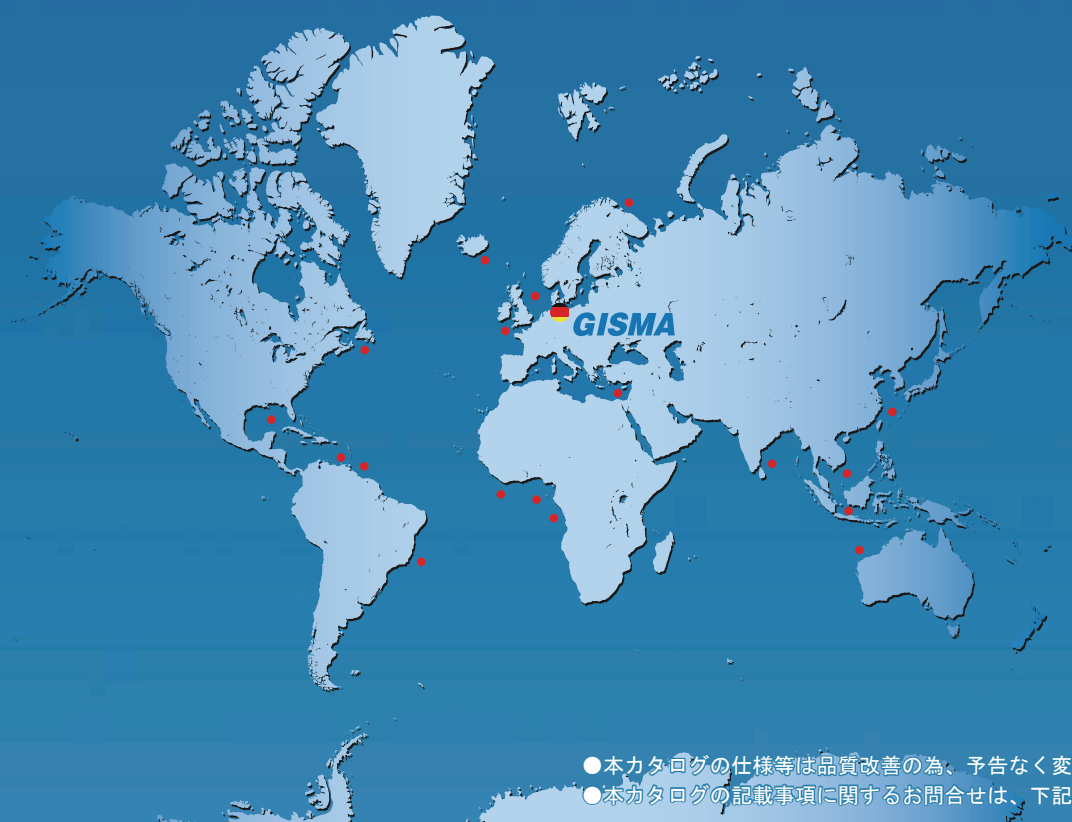 GISMA
●本カタログの仕様等は品質改善の為、予告なく変
●本カタログの記載事項に関するお問合せは、下記